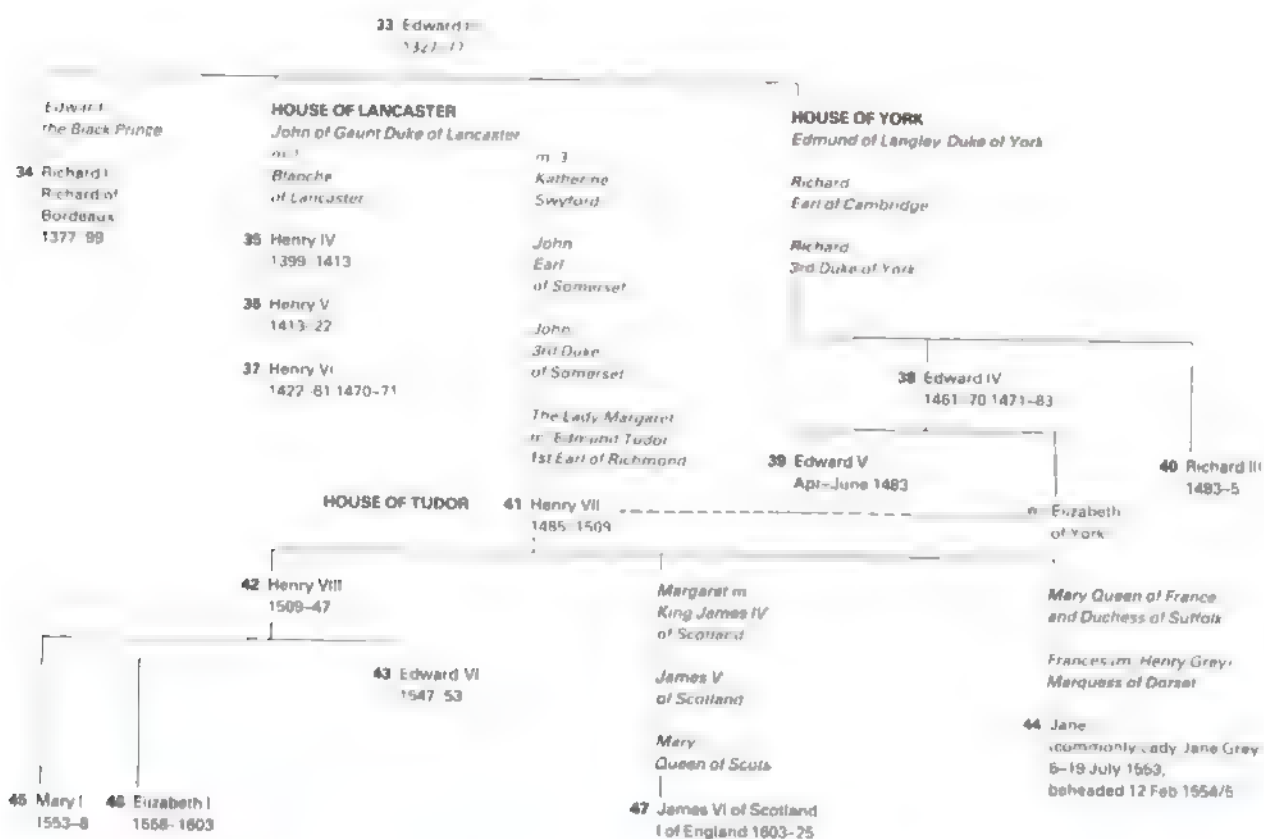 33 Edward
1327–77
Edward
the Black Prince
34 Richard
Richard of
Bordeaux
1377–99
HOUSE OF LANCASTER
John of Gaunt Duke of Lancaster
m 1
Blanche
of Lancaster
35 Henry IV
1399–1413
36 Henry V
1413–22
37 Henry VI
1422–61 1470–71
m 3
Katherine
Swyford
John
Earl
of Somerset
John
3rd Duke
of Somerset
The Lady Margaret
m Edmund Tudor
1st Earl of Richmond
HOUSE OF YORK
Edmund of Langley Duke of York
Richard
Earl of Cambridge
Richard
3rd Duke of York
38 Edward IV
1461–70 1471–83
39 Edward V
Apr–June 1483
40 Richard III
1483–5
HOUSE OF TUDOR
41 Henry VII
1485–1509
Elizabeth
of York
42 Henry VIII
1509–47
Margaret m
King James IV
of Scotland
James V
of Scotland
Mary
Queen of Scots
47 James VI of Scotland
I of England 1603–25
Mary Queen of France
and Duchess of Suffolk
Frances (m. Henry Grey)
Marquess of Dorset
44 Jane
(commonly Lady Jane Grey
6–19 July 1553,
beheaded 12 Feb 1554/5
43 Edward VI
1547–53
45 Mary I
1553–8
46 Elizabeth I
1558–1603